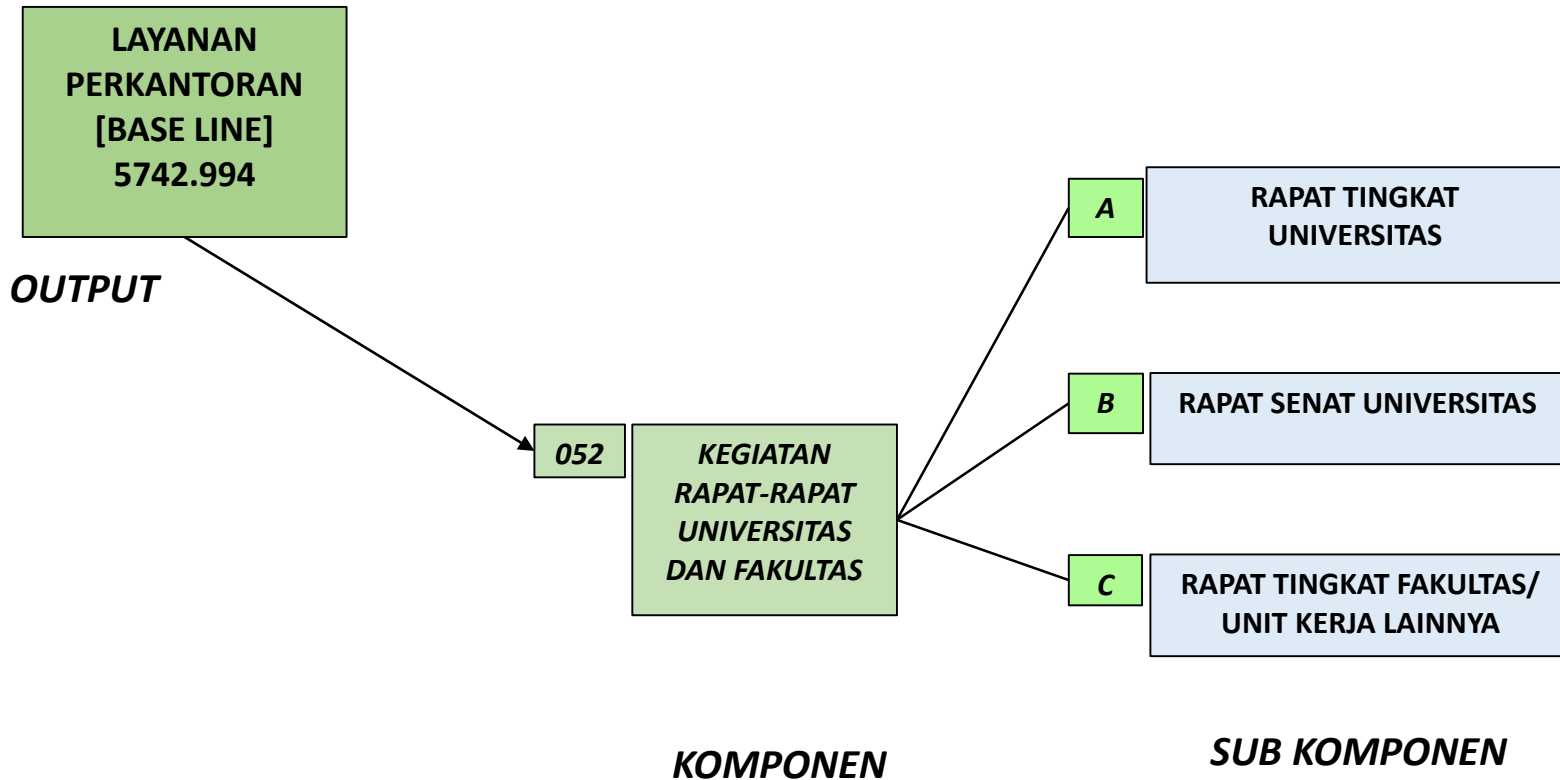 LAYANAN
PERKANTORAN
[BASE LINE]
5742.994
OUTPUT
052
KEGIATAN
RAPAT-RAPAT
UNIVERSITAS
DAN FAKULTAS
KOMPONEN
A
RAPAT TINGKAT
UNIVERSITAS
B
RAPAT SENAT UNIVERSITAS
C
RAPAT TINGKAT FAKULTAS/
UNIT KERJA LAINNYA
SUB KOMPONEN